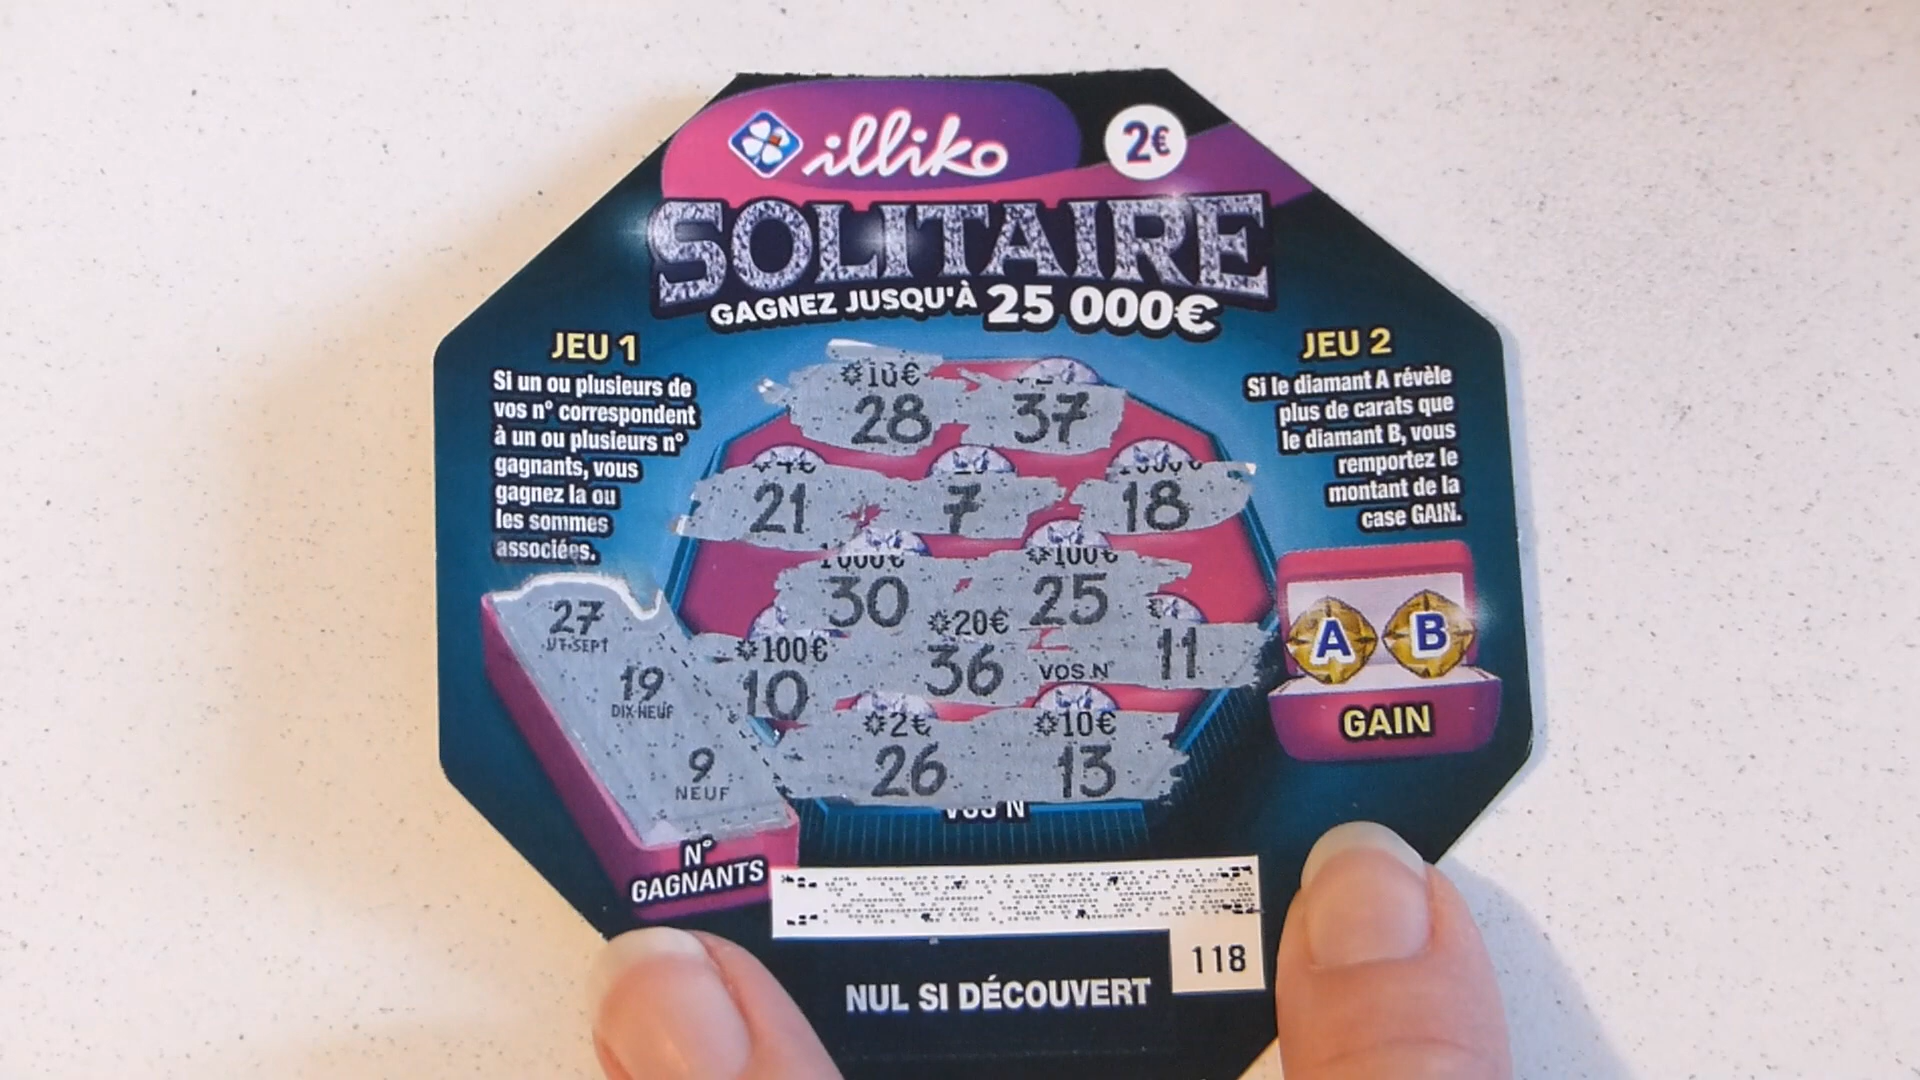 illiko
2€
SOLITAIRE
GAGNEZ JUSQU'À 25 000€
JEU 1
Si un ou plusieurs de
vos n° correspondent
à un ou plusieurs n°
gagnants, vous
gagnez la ou
les sommes
associées.
JEU 2
Si le diamant A révèle
plus de carats que
le diamant B, vous
remportez le
montant de la
case GAIN.
10€
28 37
4€
21 7 18
1000€ 100€
30 25
27
19
DIX-NEUF
9
NEUF
100€ 20€
10 36 VOS N 11
2€ 10€
26 13
VOS N
A B
GAIN
N°
GAGNANTS
118
NUL SI DÉCOUVERT